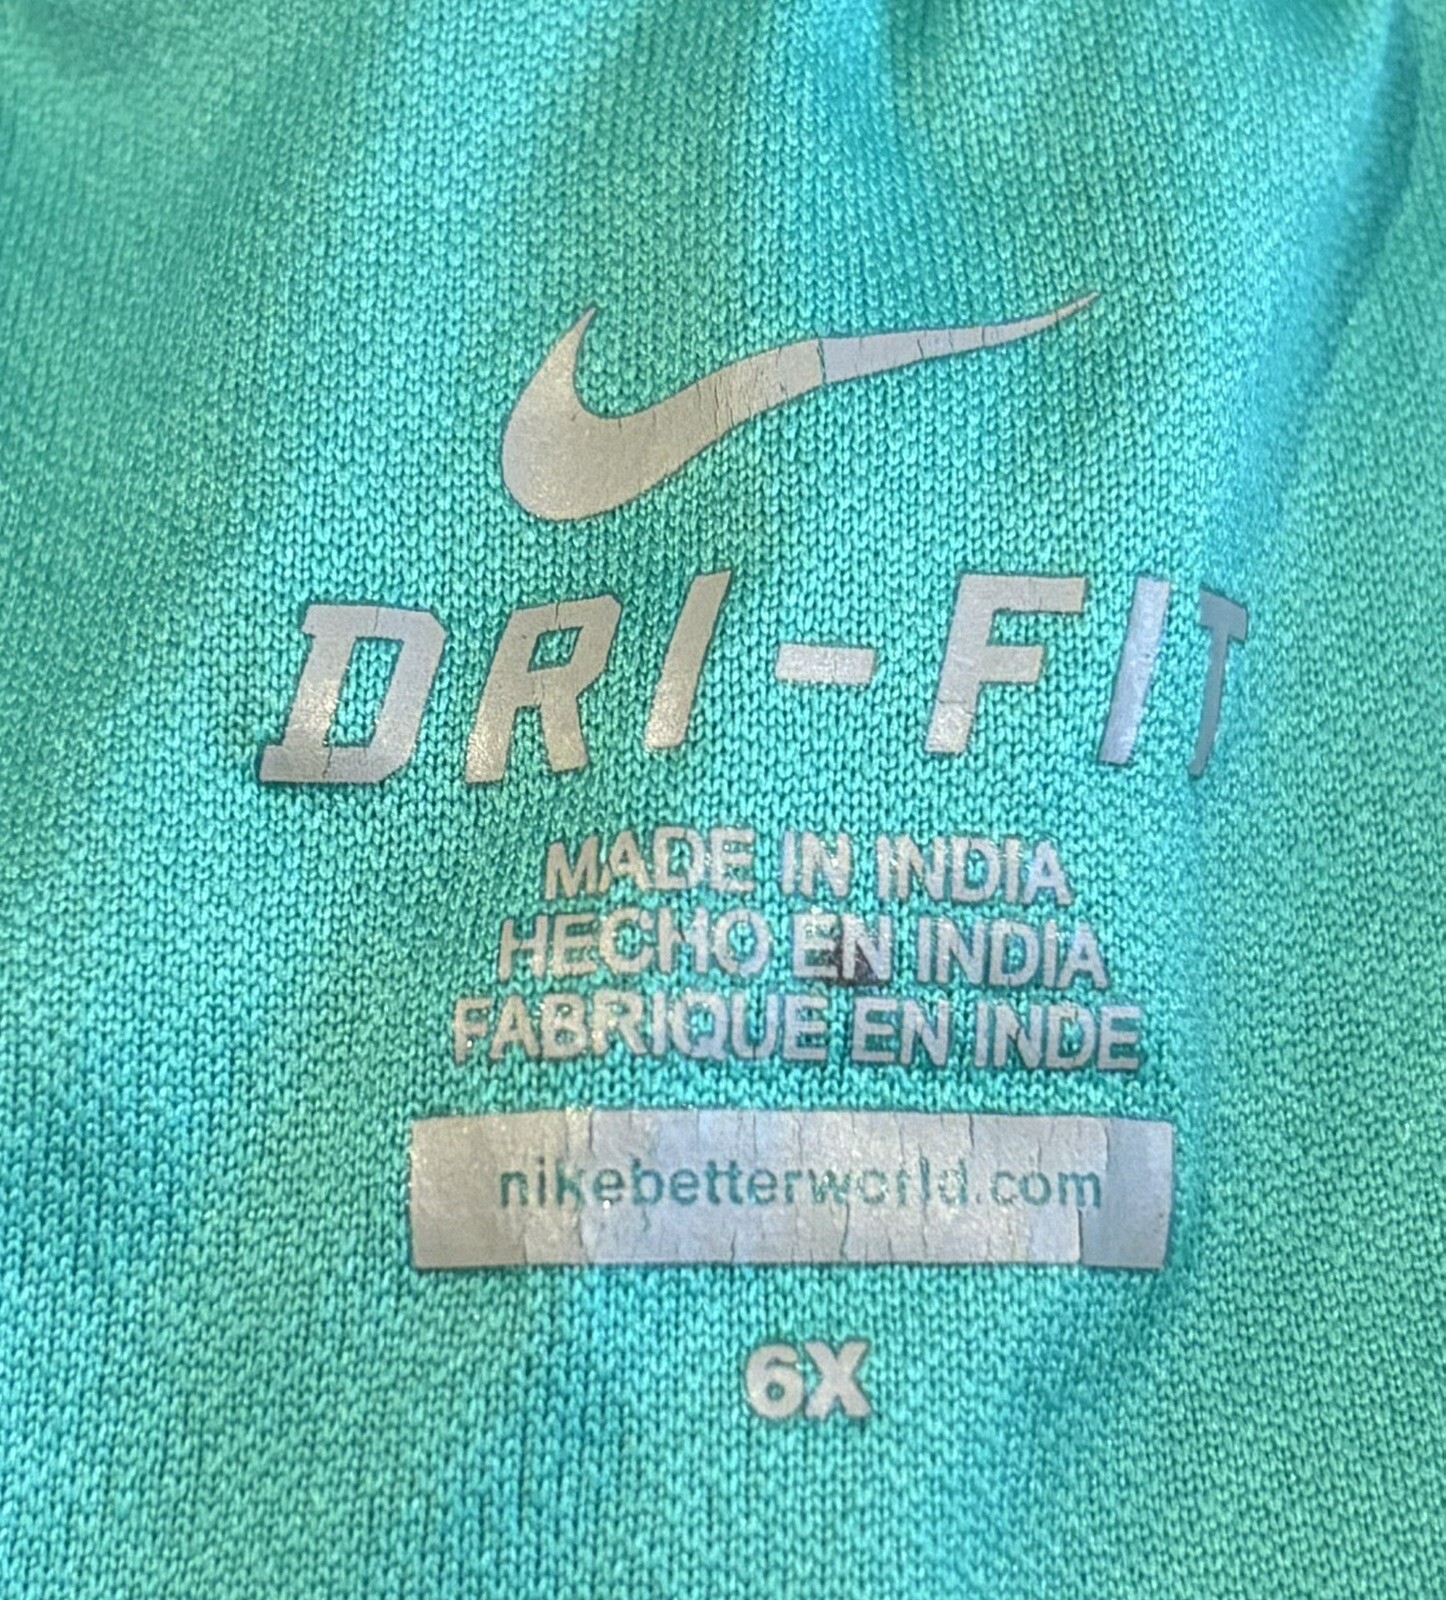 DRI-FIT
MADE IN INDIA
HECHO EN INDIA
FABRIQUE EN INDE
nikebetterworld.com
6X